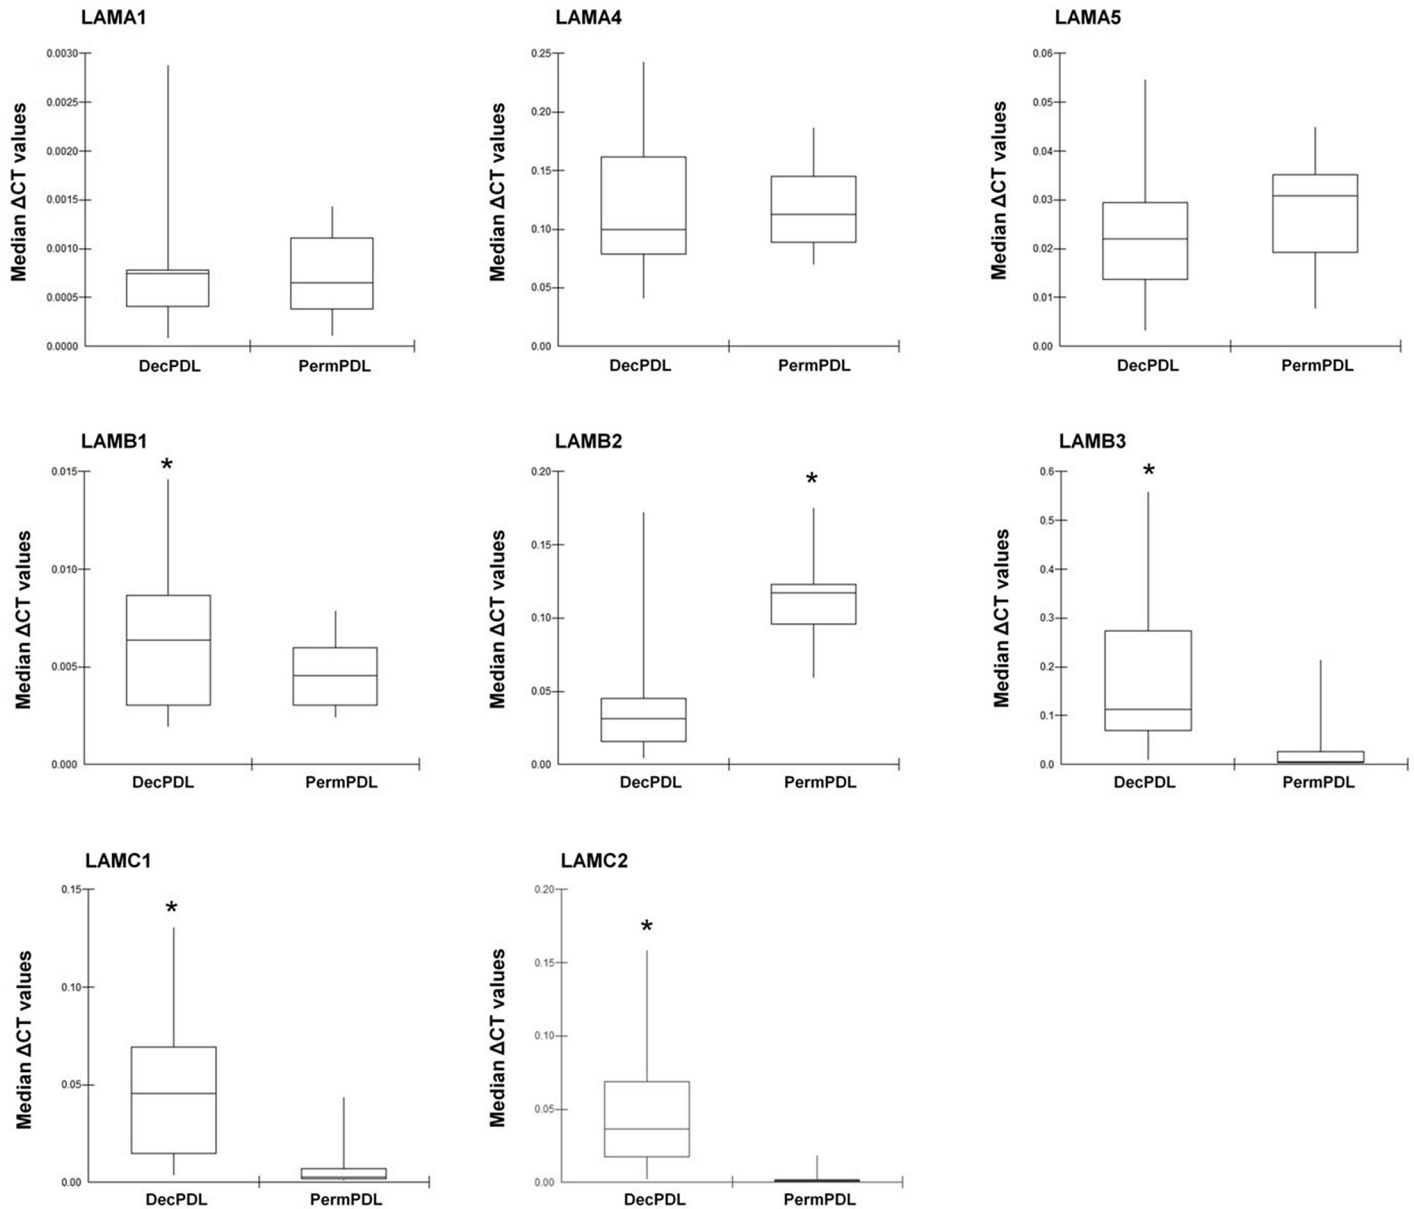 LAMA1
Median ΔCT values
0.0030
0.0025
0.0020
0.0015
0.0010
0.0005
0.0000
DecPDL PermPDL
LAMA4
Median ΔCT values
0.25
0.20
0.15
0.10
0.05
0.00
DecPDL PermPDL
LAMA5
Median ΔCT values
0.06
0.05
0.04
0.03
0.02
0.01
0.00
DecPDL PermPDL
LAMB1
*
Median ΔCT values
0.015
0.010
0.005
0.000
DecPDL PermPDL
LAMB2
*
Median ΔCT values
0.20
0.15
0.10
0.05
0.00
DecPDL PermPDL
LAMB3
*
Median ΔCT values
0.6
0.5
0.4
0.3
0.2
0.1
0.0
DecPDL PermPDL
LAMC1
*
Median ΔCT values
0.15
0.10
0.05
0.00
DecPDL PermPDL
LAMC2
*
Median ΔCT values
0.20
0.15
0.10
0.05
0.00
DecPDL PermPDL